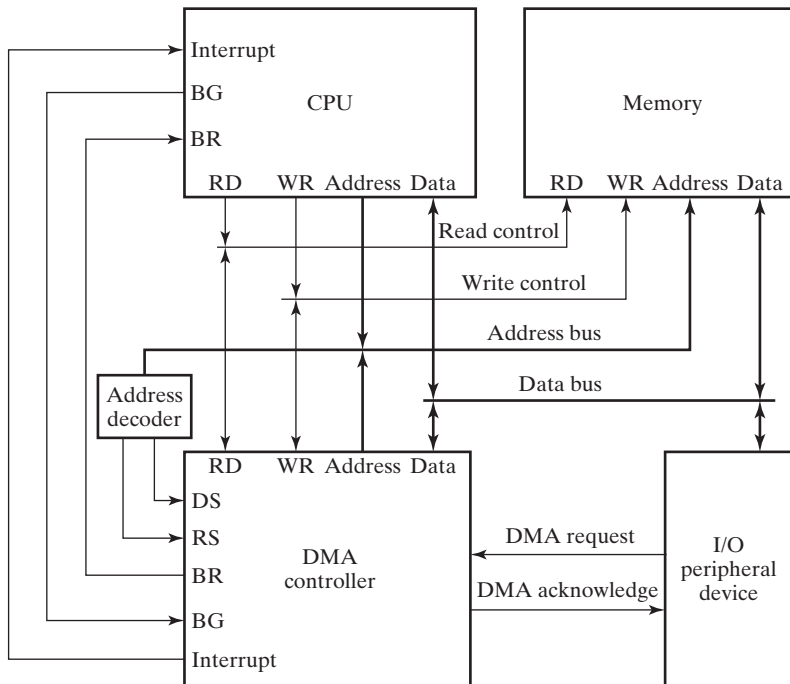 Interrupt
BG
BR
CPU
Memory
RD WR Address Data
RD WR Address Data
Read control
Write control
Address bus
Data bus
Address
decoder
RD WR Address Data
DS
RS
BR
BG
Interrupt
DMA
controller
DMA request
DMA acknowledge
I/O
peripheral
device